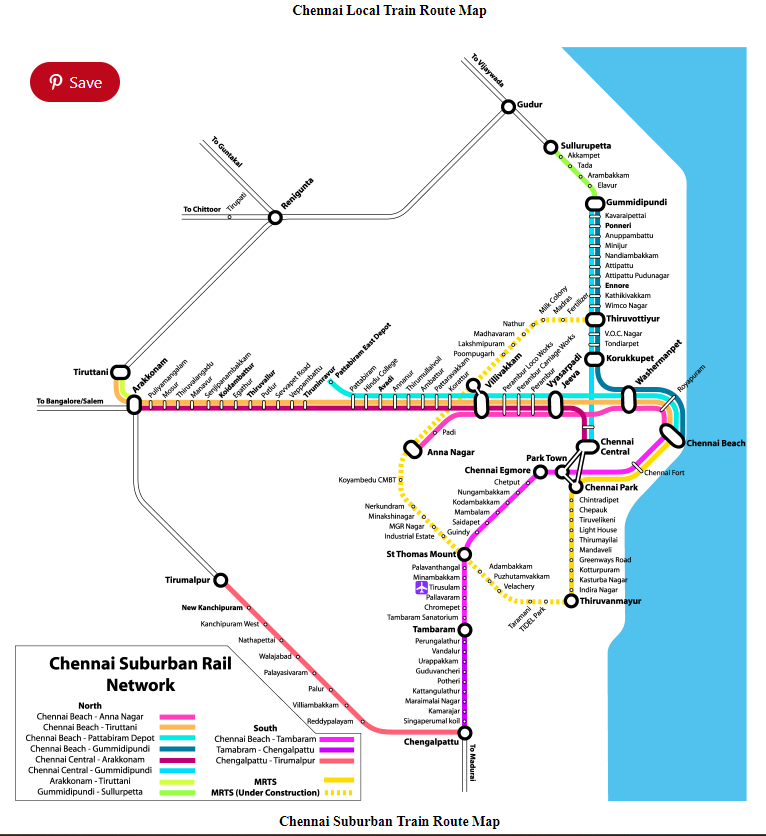 Chennai Local Train Route Map
Save
To Vijaywada
Gudur
Sullurupetta
Akkampet
Tada
Arambakkam
Elavur
To Guntakal
To Chittoor
Tirupati
Renigunta
Gummidipundi
Kavaraipettai
Ponneri
Anuppambattu
Minijur
Nandiambakkam
Attipattu
Attipattu Pudunagar
Ennore
Kathikivakkam
Wimco Nagar
Thiruvottiyur
V.O.C. Nagar
Tondiarpet
Korukkupet
Milk Colony
Madras
Fertilizer
Nathur
Madhavaram
Lakshmipuram
Poompugarh
Tiruttani
Arakkonam
To Bangalore/Salem
Puliyamangalam
Mosur
Thiruvalangadu
Manavur
Senjipanambakkam
Kadambattur
Egattur
Thiruvallur
Putlur
Sevvapet Road
Veppambattu
Tiruninravur
Pattabiram East Depot
Pattabiram
Hindu College
Avadi
Annanur
Thirumullaivoil
Ambattur
Pattaravakkam
Korattur
Villivakkam
Perambur Loco Works
Perambur Carriage Works
Perambur
Vyasarpadi
Jeeva
Washermanpet
Royapuram
Chennai Beach
Padi
Anna Nagar
Chennai
Central
Park Town
Chennai Egmore
Chennai Fort
Chennai Park
Koyambedu CMBT
Chetput
Nungambakkam
Kodambakkam
Mambalam
Saidapet
Guindy
Nerkundram
Minakshinagar
MGR Nagar
Industrial Estate
Chintradipet
Chepauk
Tiruvelikeni
Light House
Thirumayilai
Mandaveli
Greenways Road
Kotturpuram
Kasturba Nagar
Indira Nagar
Thiruvanmayur
St Thomas Mount
Adambakkam
Puzhutamvakkam
Velachery
Taramani
TIDEL Park
Palavanthangal
Minambakkam
Tirusulam
Pallavaram
Chromepet
Tambaram Sanatorium
Tambaram
Perungalathur
Vandalur
Urappakkam
Guduvancheri
Potheri
Kattangulathur
Maraimalai Nagar
Kamarajar
Singaperumal koil
Chengalpattu
To Madurai
Tirumalpur
New Kanchipuram
Kanchipuram West
Nathapettai
Walajabad
Palayasivaram
Palur
Villiambakkam
Reddypalayam
Chennai Suburban Rail
Network
North
Chennai Beach - Anna Nagar
Chennai Beach - Tiruttani
Chennai Beach - Pattabiram Depot
Chennai Beach - Gummidipundi
Chennai Central - Arakkonam
Chennai Central - Gummidipundi
Arakkonam - Tiruttani
Gummidipundi - Sullurpetta
South
Chennai Beach - Tambaram
Tamabram - Chengalpattu
Chengalpattu - Tirumalpur
MRTS
MRTS (Under Construction)
Chennai Suburban Train Route Map